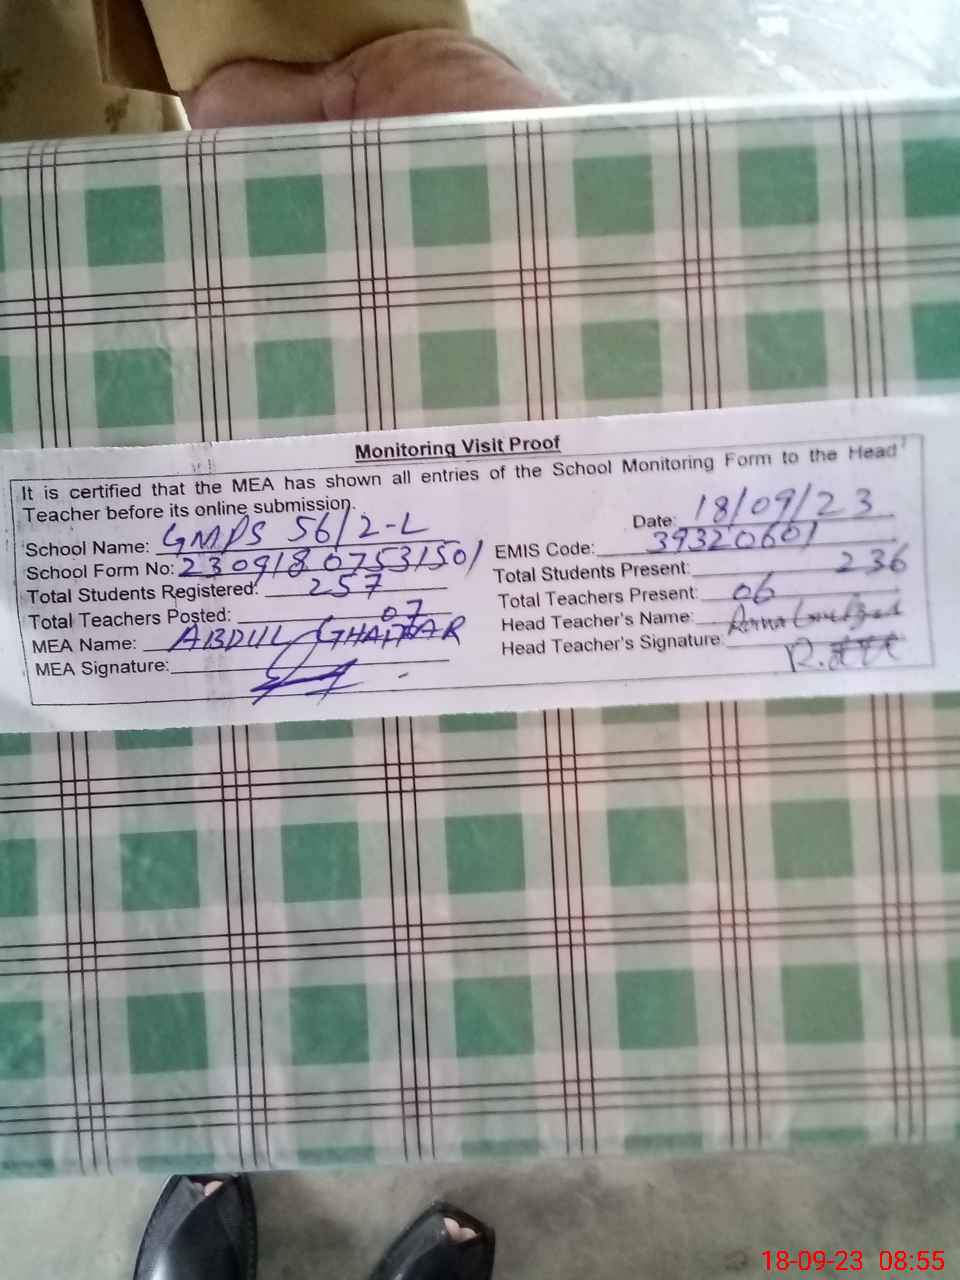 Monitoring Visit Proof
It is certified that the MEA has shown all entries of the School Monitoring Form to the Head
Teacher before its online submission.
Date: 18/09/23
School Name: GMPS 56/2-L
EMIS Code: 39320601
School Form No: 230918 07531501
Total Students Present: 236
Total Students Registered: 257
Total Teachers Present: 06
Total Teachers Posted: 07
Head Teacher's Name:
MEA Name: ABDUL GHAFFAR
Head Teacher's Signature:
MEA Signature:
18-09-23 08:55